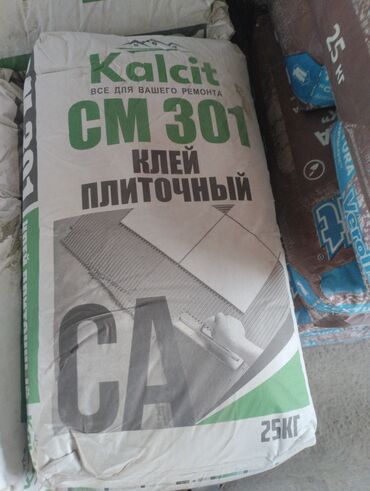 Kalcit
ВСЕ ДЛЯ ВАШЕГО РЕМОНТА
СМ 301
КЛЕЙ
ПЛИТОЧНЫЙ
СА
25КГ
25 КГ